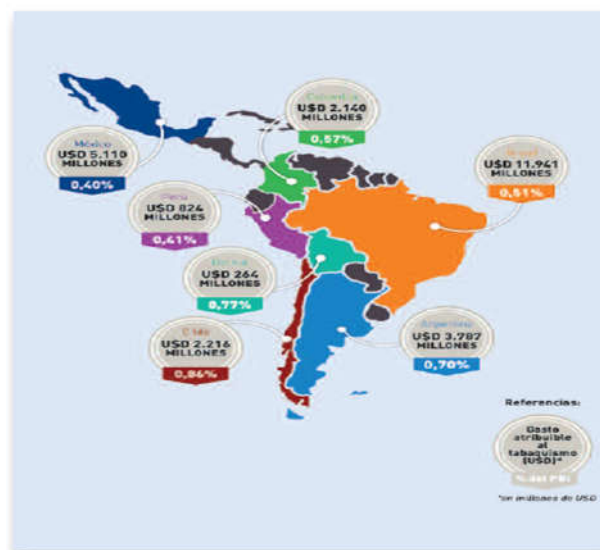 Colombia
USD 2.140
MILLONES
0,57%
México
USD 5.110
MILLONES
0,40%
Brasil
USD 11.941
MILLONES
0,51%
Perú
USD 824
MILLONES
0,41%
Bolivia
USD 264
MILLONES
0,77%
Chile
USD 2.216
MILLONES
0,86%
Argentina
USD 3.787
MILLONES
0,70%
Referencias:
Gasto
atribuible
al
tabaquismo
(USD)*
% del PBI
*en millones de USD